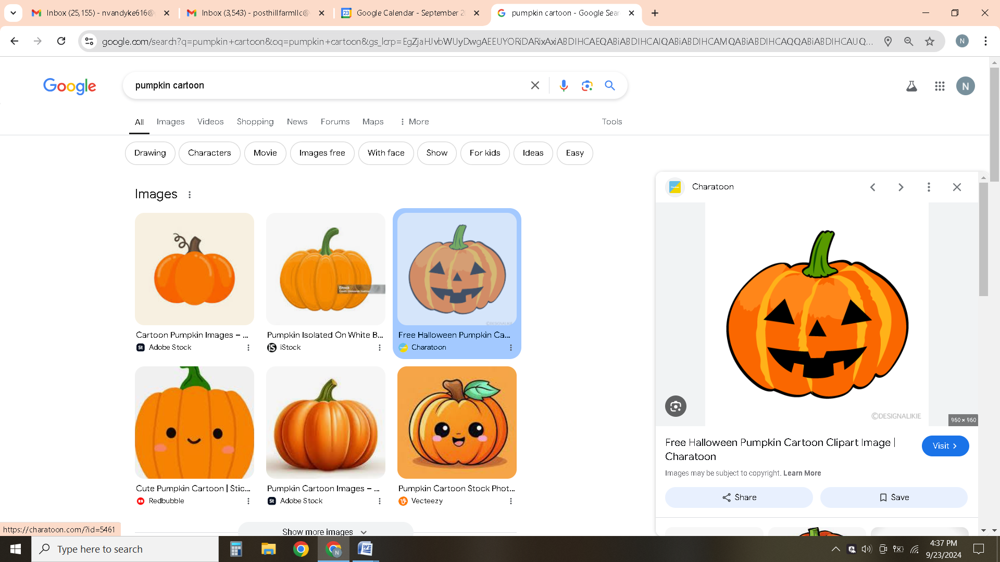 Inbox (25,155) - nvandyke616@
Inbox (3,543) - posthillfarmllc@
23
Google Calendar - September 2
pumpkin cartoon - Google Sear
google.com/search?q=pumpkin+cartoon&oq=pumpkin+cartoon&gs_lcrp=EgZjaHJvbWUyDwgAEEUYORiDARixAxiABDIHCAEQABiABDIHCAIQABiABDIHCAMQABiABDIHCAQQABiABDIHCAUQ...
N
Google
pumpkin cartoon
N
All
Images
Videos
Shopping
News
Forums
Maps
More
Tools
Drawing
Characters
Movie
Images free
With face
Show
For kids
Ideas
Easy
Images
Charatoon
iStock
©DESIGNALIKIE
Cartoon Pumpkin Images – ...
Pumpkin Isolated On White B...
Free Halloween Pumpkin Ca...
St Adobe Stock
iS iStock
Charatoon
©DESIGNALIKIE
960 × 960
Free Halloween Pumpkin Cartoon Clipart Image |
Charatoon
Visit
Images may be subject to copyright. Learn More
Cute Pumpkin Cartoon | Stic...
Pumpkin Cartoon Images – ...
Pumpkin Cartoon Stock Phot...
Redbubble
St Adobe Stock
Vecteezy
Share
Save
https://charatoon.com/?id=5461
Show more images
Type here to search
N
4:37 PM
9/23/2024